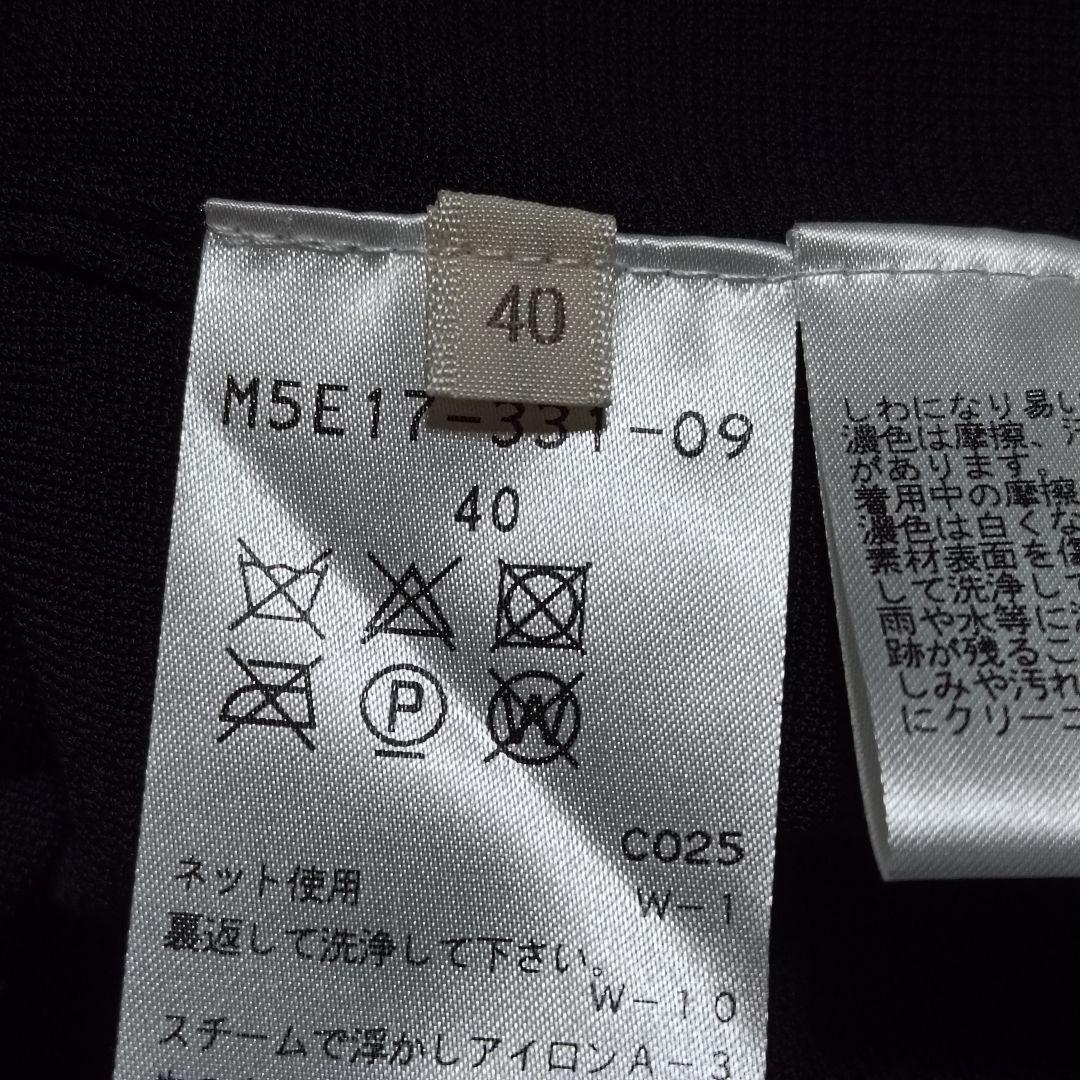 40
M5E17-331-09
40
P
W
C025
ネット使用
W-1
裏返して洗浄して下さい。
W-10
スチームで浮かしアイロンA-3
しわになり易い
濃色は摩擦、汗
があります。
着用中の摩擦
濃色は白くな
素材表面を傷
して洗浄して
雨や水等に
跡が残るこ
しみや汚れ
にクリーニ